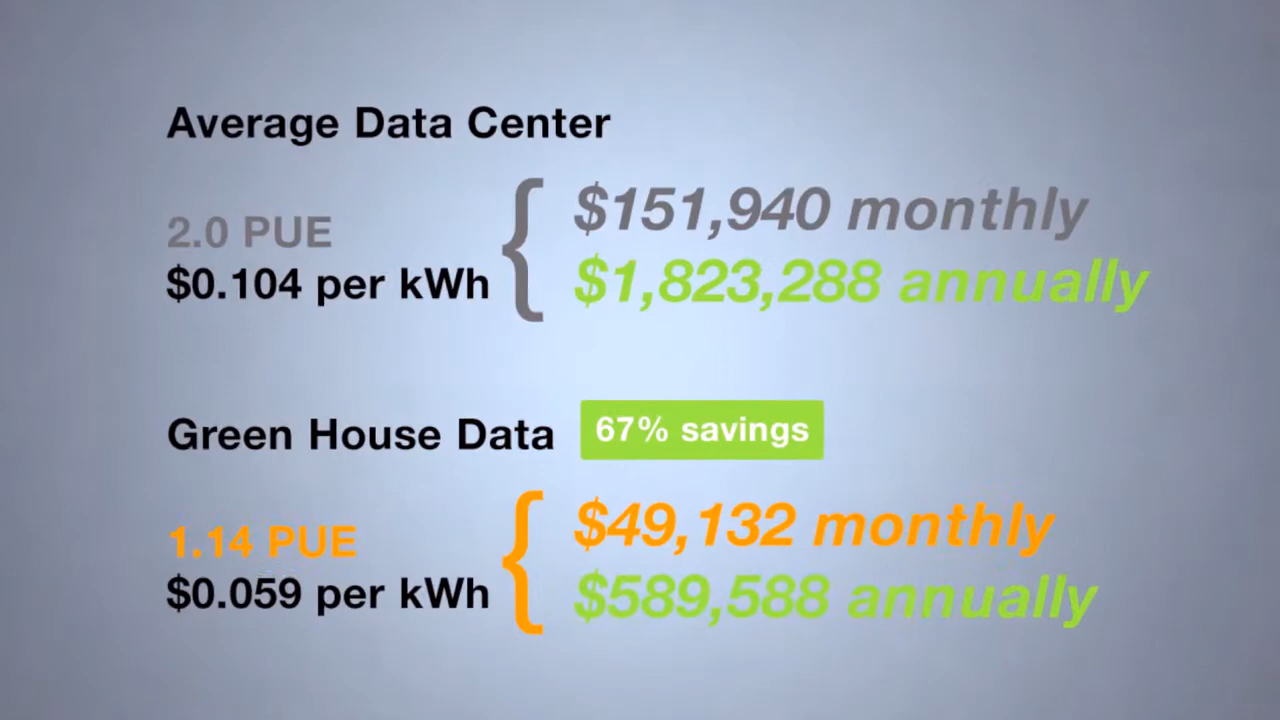 Average Data Center
2.0 PUE
$0.104 per kWh
$151,940 monthly
$1,823,288 annually
Green House Data
67% savings
1.14 PUE
$0.059 per kWh
$49,132 monthly
$589,588 annually